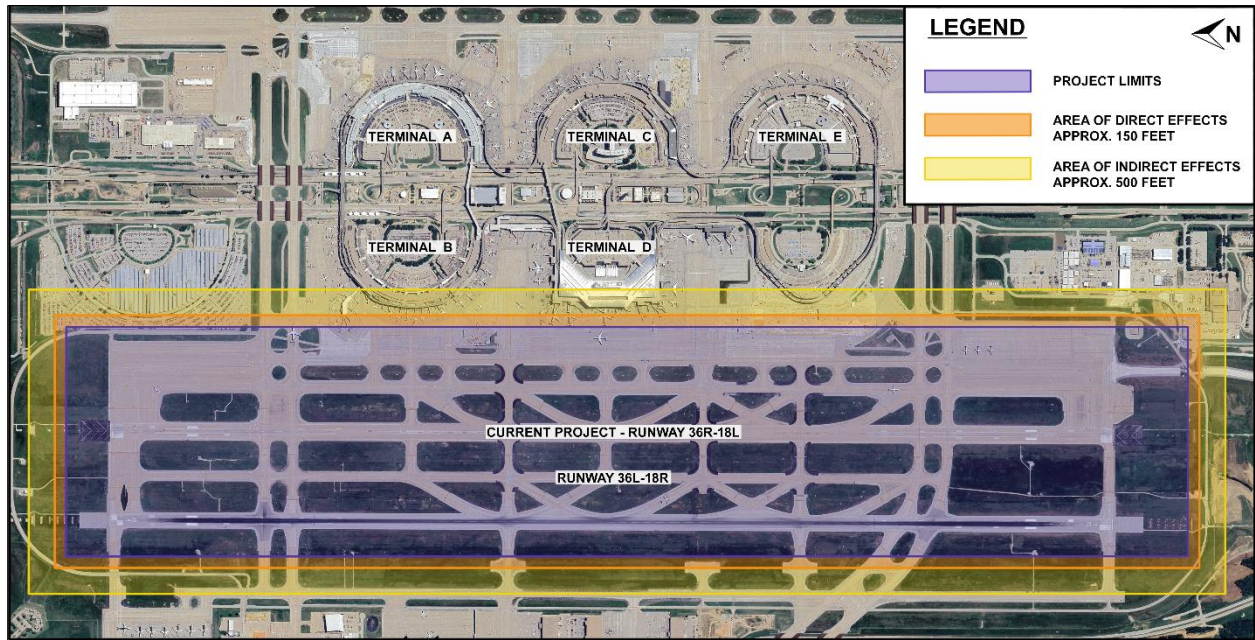 LEGEND
N
PROJECT LIMITS
AREA OF DIRECT EFFECTS
APPROX. 150 FEET
AREA OF INDIRECT EFFECTS
APPROX. 500 FEET
TERMINAL A
TERMINAL C
TERMINAL E
TERMINAL B
TERMINAL D
CURRENT PROJECT - RUNWAY 36R-18L
RUNWAY 36L-18R